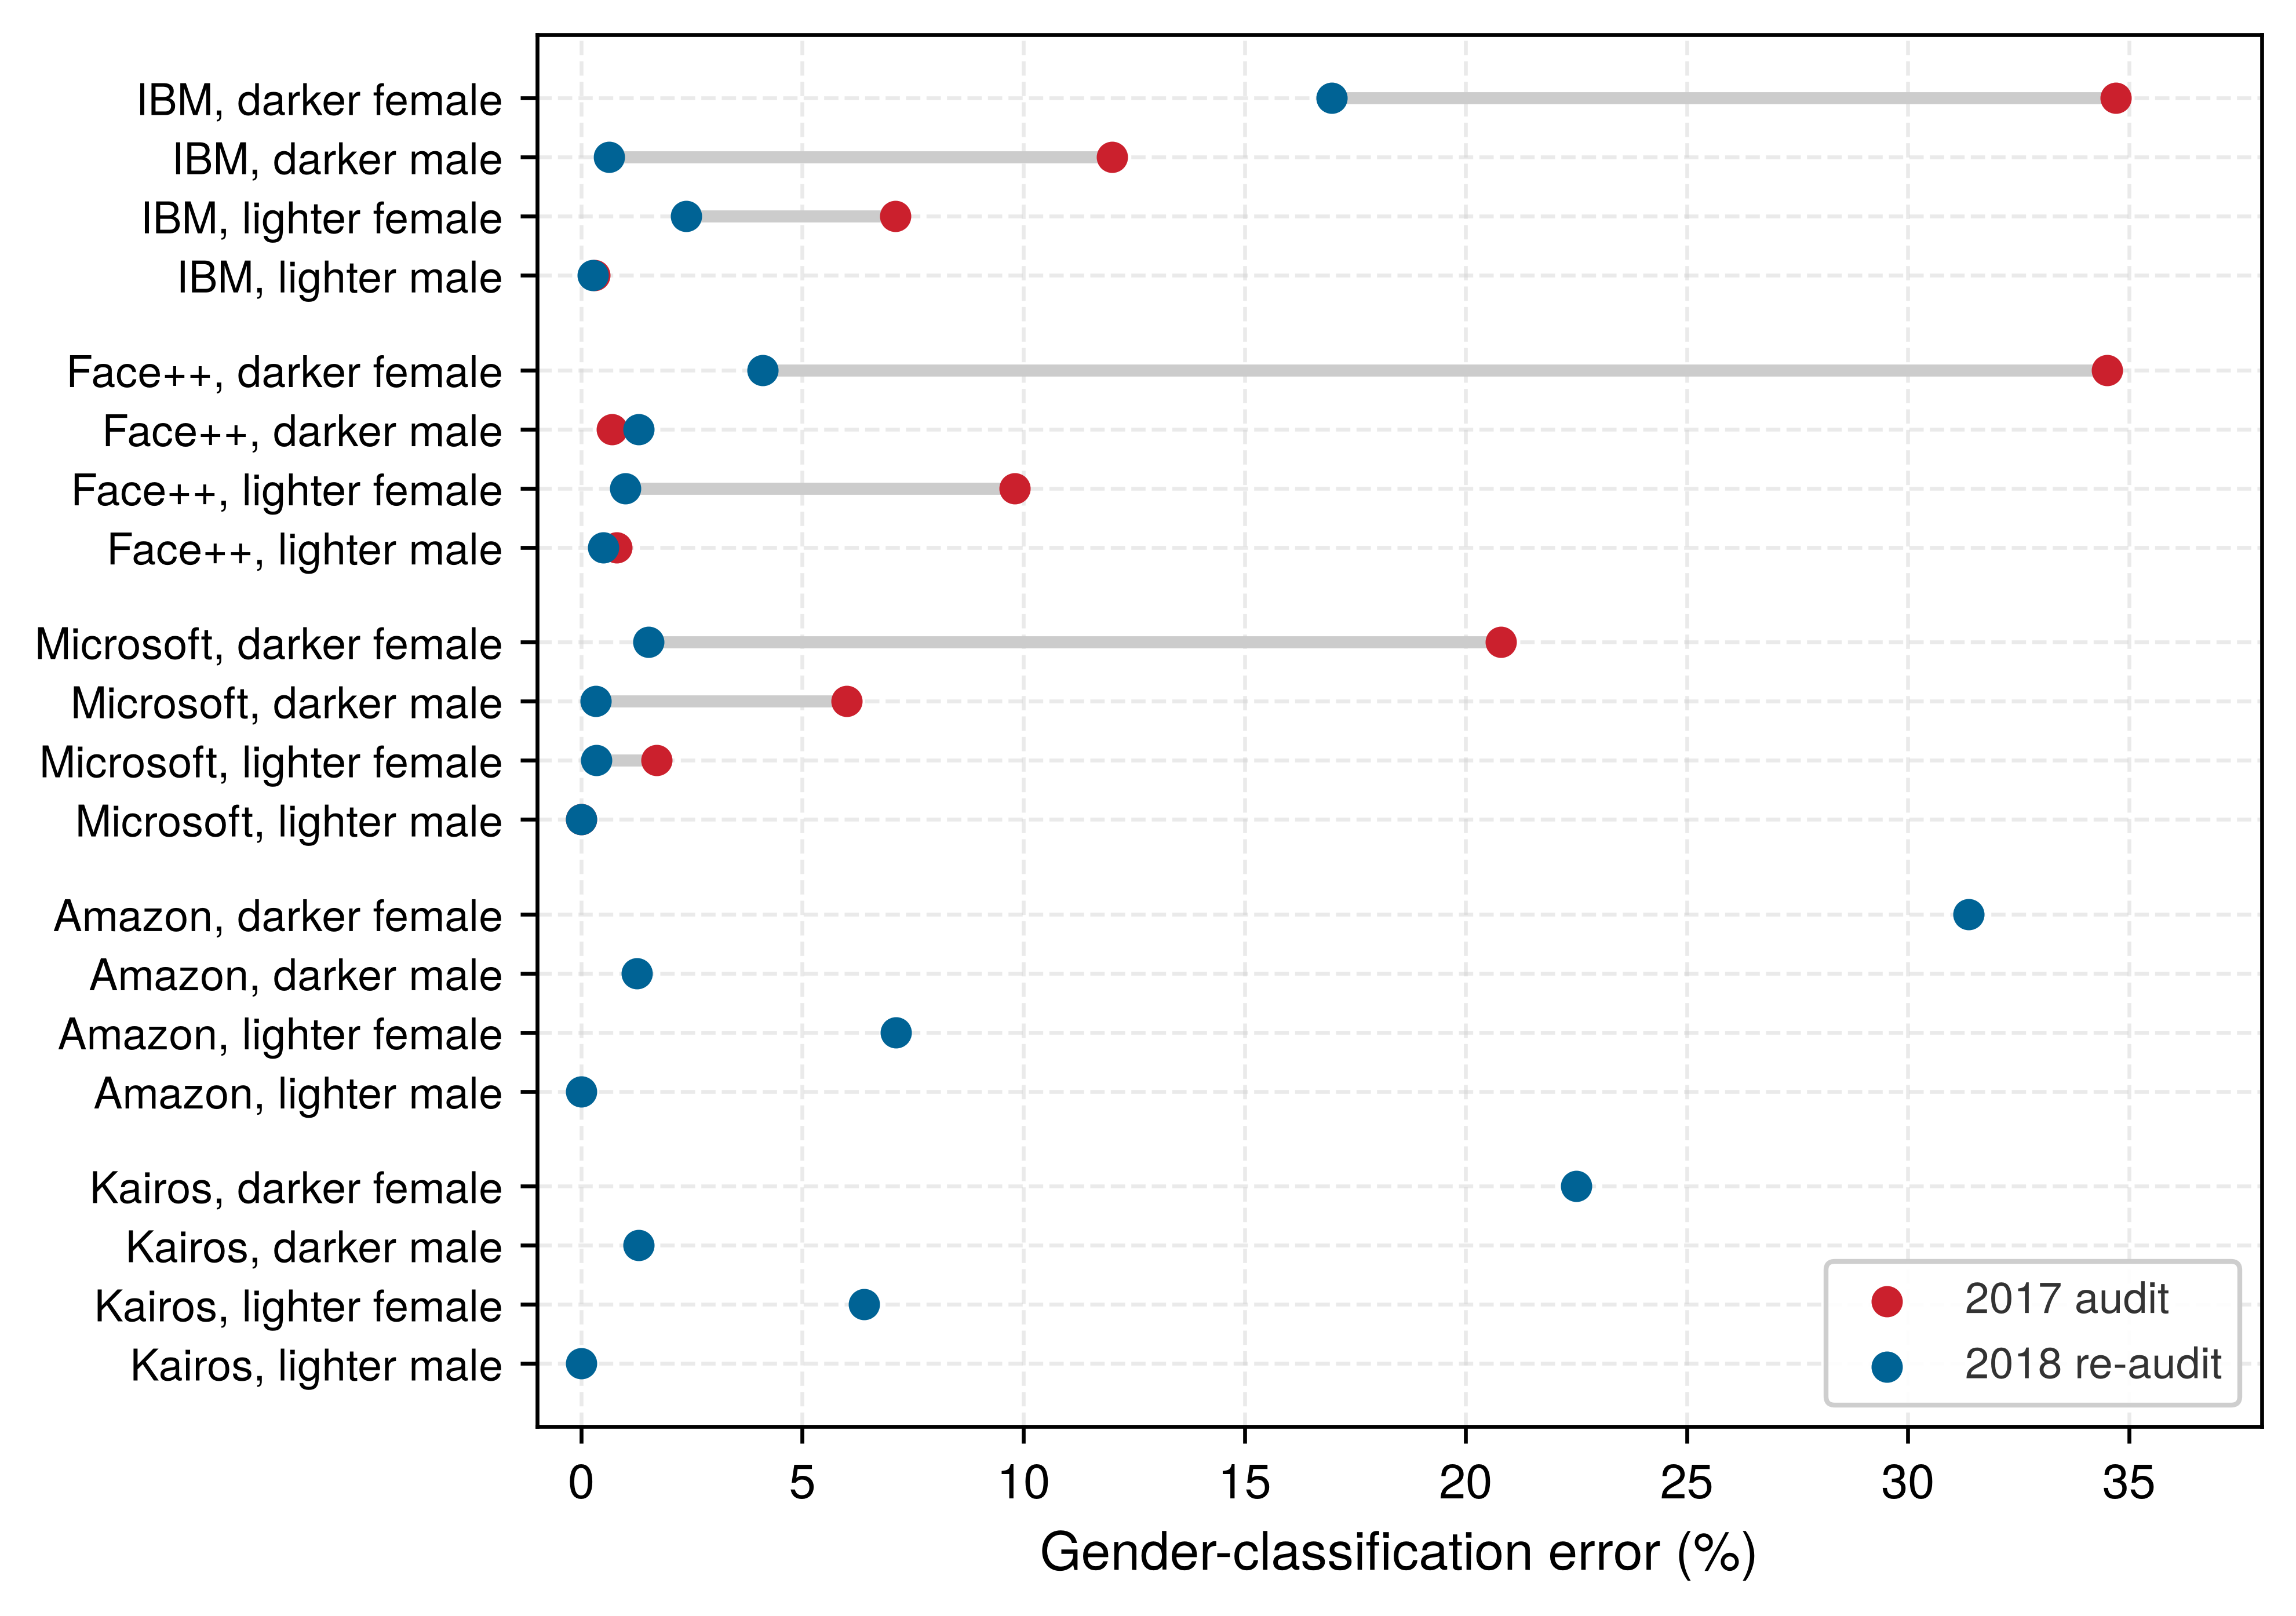 IBM, darker female
IBM, darker male
IBM, lighter female
IBM, lighter male
Face++, darker female
Face++, darker male
Face++, lighter female
Face++, lighter male
Microsoft, darker female
Microsoft, darker male
Microsoft, lighter female
Microsoft, lighter male
Amazon, darker female
Amazon, darker male
Amazon, lighter female
Amazon, lighter male
Kairos, darker female
Kairos, darker male
Kairos, lighter female
Kairos, lighter male
2017 audit
2018 re-audit
0 5 10 15 20 25 30 35
Gender-classification error (%)